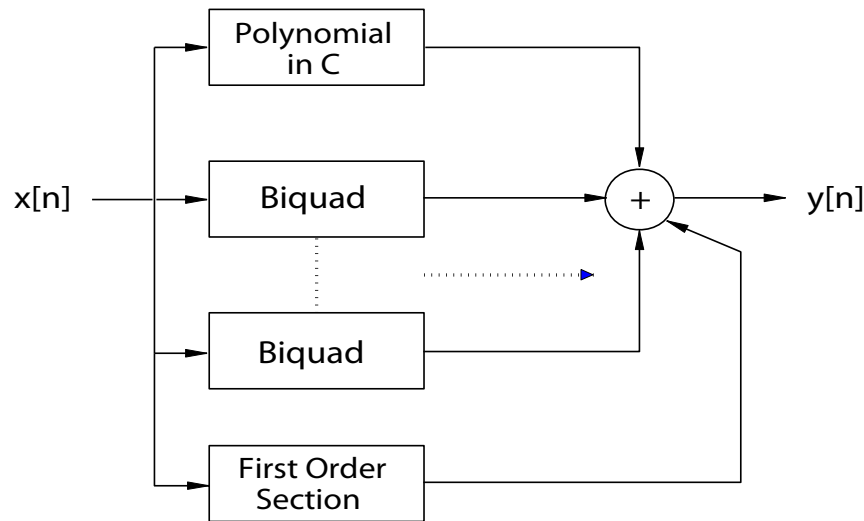 Polynomial
in C
x[n]
Biquad
+
y[n]
Biquad
First Order
Section